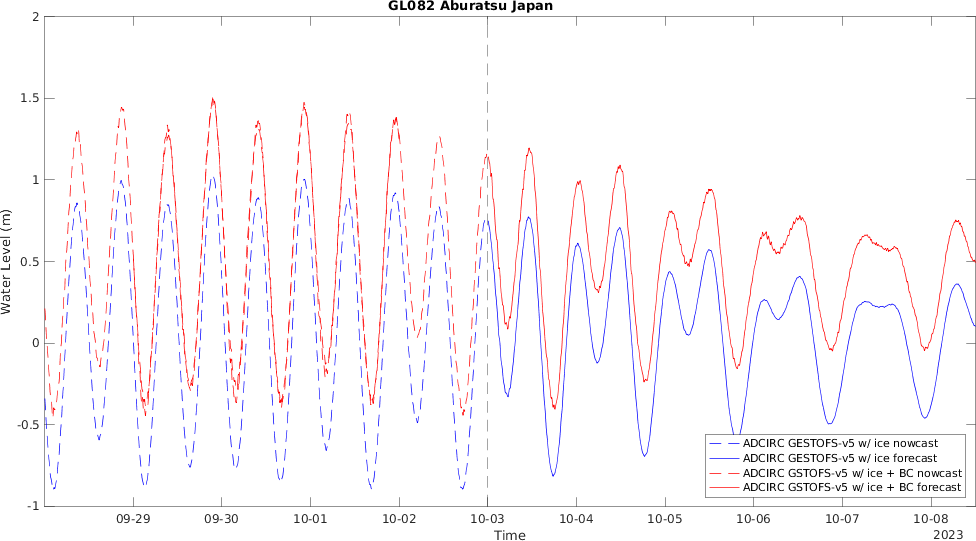 GL082 Aburatsu Japan
2
1.5
1
0.5
0
-0.5
-1
Water Level (m)
09-29 09-30 10-01 10-02 10-03 10-04 10-05 10-06 10-07 10-08
Time
2023
ADCIRC GESTOFS-v5 w/ ice nowcast
ADCIRC GESTOFS-v5 w/ ice forecast
ADCIRC GSTOFS-v5 w/ ice + BC nowcast
ADCIRC GSTOFS-v5 w/ ice + BC forecast